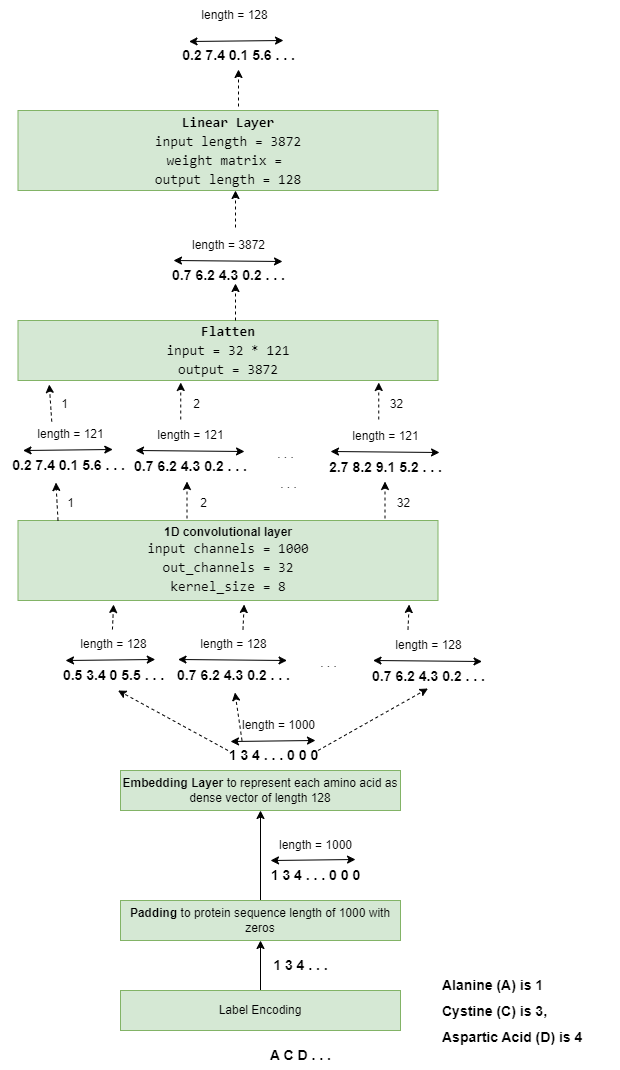 length = 128
0.2 7.4 0.1 5.6 . . .
Linear Layer
input length = 3872
weight matrix =
output length = 128
length = 3872
0.7 6.2 4.3 0.2 . . .
Flatten
input = 32 * 121
output = 3872
1 2 32
length = 121 length = 121 length = 121
0.2 7.4 0.1 5.6 . . . 0.7 6.2 4.3 0.2 . . . . . . 2.7 8.2 9.1 5.2 . . .
. . .
1 2 32
1D convolutional layer
input channels = 1000
out_channels = 32
kernel_size = 8
length = 128 length = 128 length = 128
0.5 3.4 0 5.5 . . . 0.7 6.2 4.3 0.2 . . . . . . 0.7 6.2 4.3 0.2 . . .
length = 1000
1 3 4 . . . 0 0 0
Embedding Layer to represent each amino acid as
dense vector of length 128
length = 1000
1 3 4 . . . 0 0 0
Padding to protein sequence length of 1000 with
zeros
1 3 4 . . .
Label Encoding
A C D . . .
Alanine (A) is 1
Cystine (C) is 3,
Aspartic Acid (D) is 4